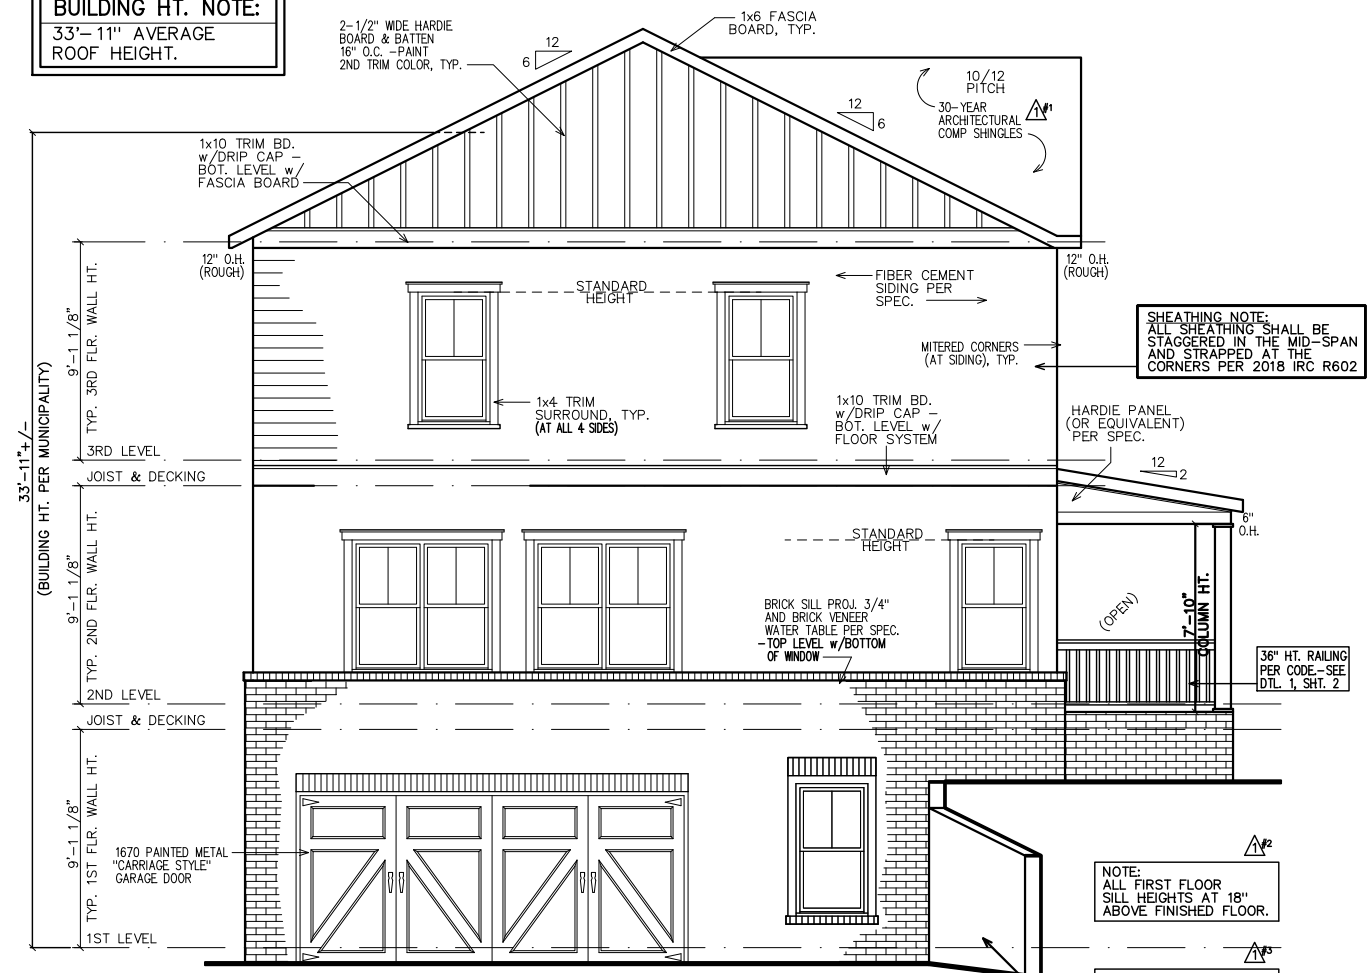 BUILDING HT. NOTE:
33'-11" AVERAGE
ROOF HEIGHT.
2-1/2" WIDE HARDIE
BOARD & BATTEN
16" O.C. -PAINT
2ND TRIM COLOR, TYP.
12
6
1x6 FASCIA
BOARD, TYP.
12
6
10/12
PITCH
30-YEAR
ARCHITECTURAL
COMP SHINGLES
1 #1
1x10 TRIM BD.
w/DRIP CAP -
BOT. LEVEL w/
FASCIA BOARD
12" O.H.
(ROUGH)
12" O.H.
(ROUGH)
STANDARD
HEIGHT
FIBER CEMENT
SIDING PER
SPEC.
MITERED CORNERS
(AT SIDING), TYP.
SHEATHING NOTE:
ALL SHEATHING SHALL BE
STAGGERED IN THE MID-SPAN
AND STRAPPED AT THE
CORNERS PER 2018 IRC R602
1x4 TRIM
SURROUND, TYP.
(AT ALL 4 SIDES)
1x10 TRIM BD.
w/DRIP CAP -
BOT. LEVEL w/
FLOOR SYSTEM
HARDIE PANEL
(OR EQUIVALENT)
PER SPEC.
12
2
9'-1 1/8"
TYP. 3RD FLR. WALL HT.
3RD LEVEL
JOIST & DECKING
33'-11"+/-
(BUILDING HT. PER MUNICIPALITY)
9'-1 1/8"
TYP. 2ND FLR. WALL HT.
STANDARD
HEIGHT
6"
O.H.
(OPEN)
7'-10"
COLUMN HT.
BRICK SILL PROJ. 3/4"
AND BRICK VENEER
WATER TABLE PER SPEC.
-TOP LEVEL w/BOTTOM
OF WINDOW
36" HT. RAILING
PER CODE-SEE
DTL. 1, SHT. 2
2ND LEVEL
JOIST & DECKING
9'-1 1/8"
TYP. 1ST FLR. WALL HT.
1670 PAINTED METAL
"CARRIAGE STYLE"
GARAGE DOOR
1ST LEVEL
1 #2
NOTE:
ALL FIRST FLOOR
SILL HEIGHTS AT 18"
ABOVE FINISHED FLOOR.
1 #3